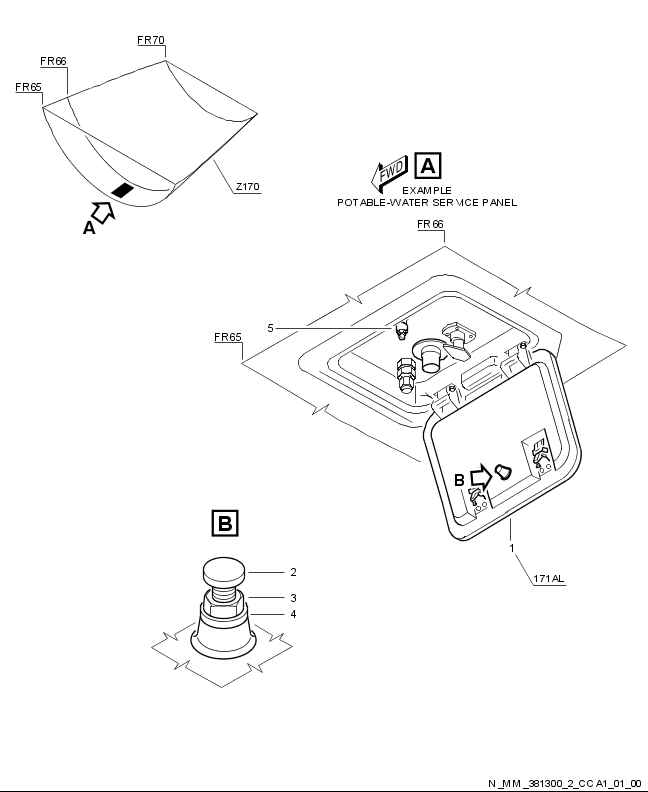 FR70
FR66
FR65
Z170
A
FWD
A
EXAMPLE
POTABLE-WATER SERVICE PANEL
FR66
5
FR65
B
1
171AL
B
2
3
4
N_MM_381300_2_CCA1_01_00